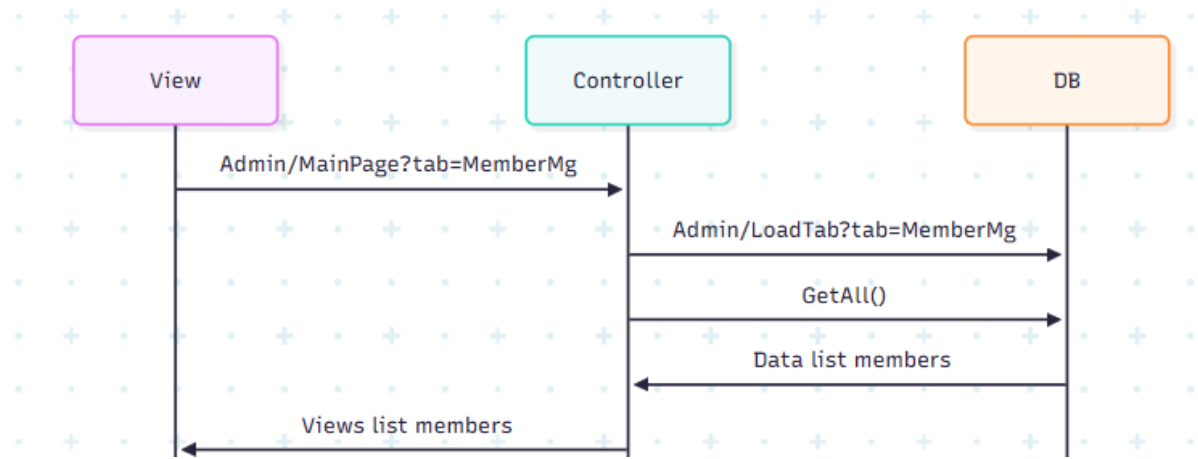 View
Controller
DB
Admin/MainPage?tab=MemberMg
Admin/LoadTab?tab=MemberMg
GetAll()
Data list members
Views list members